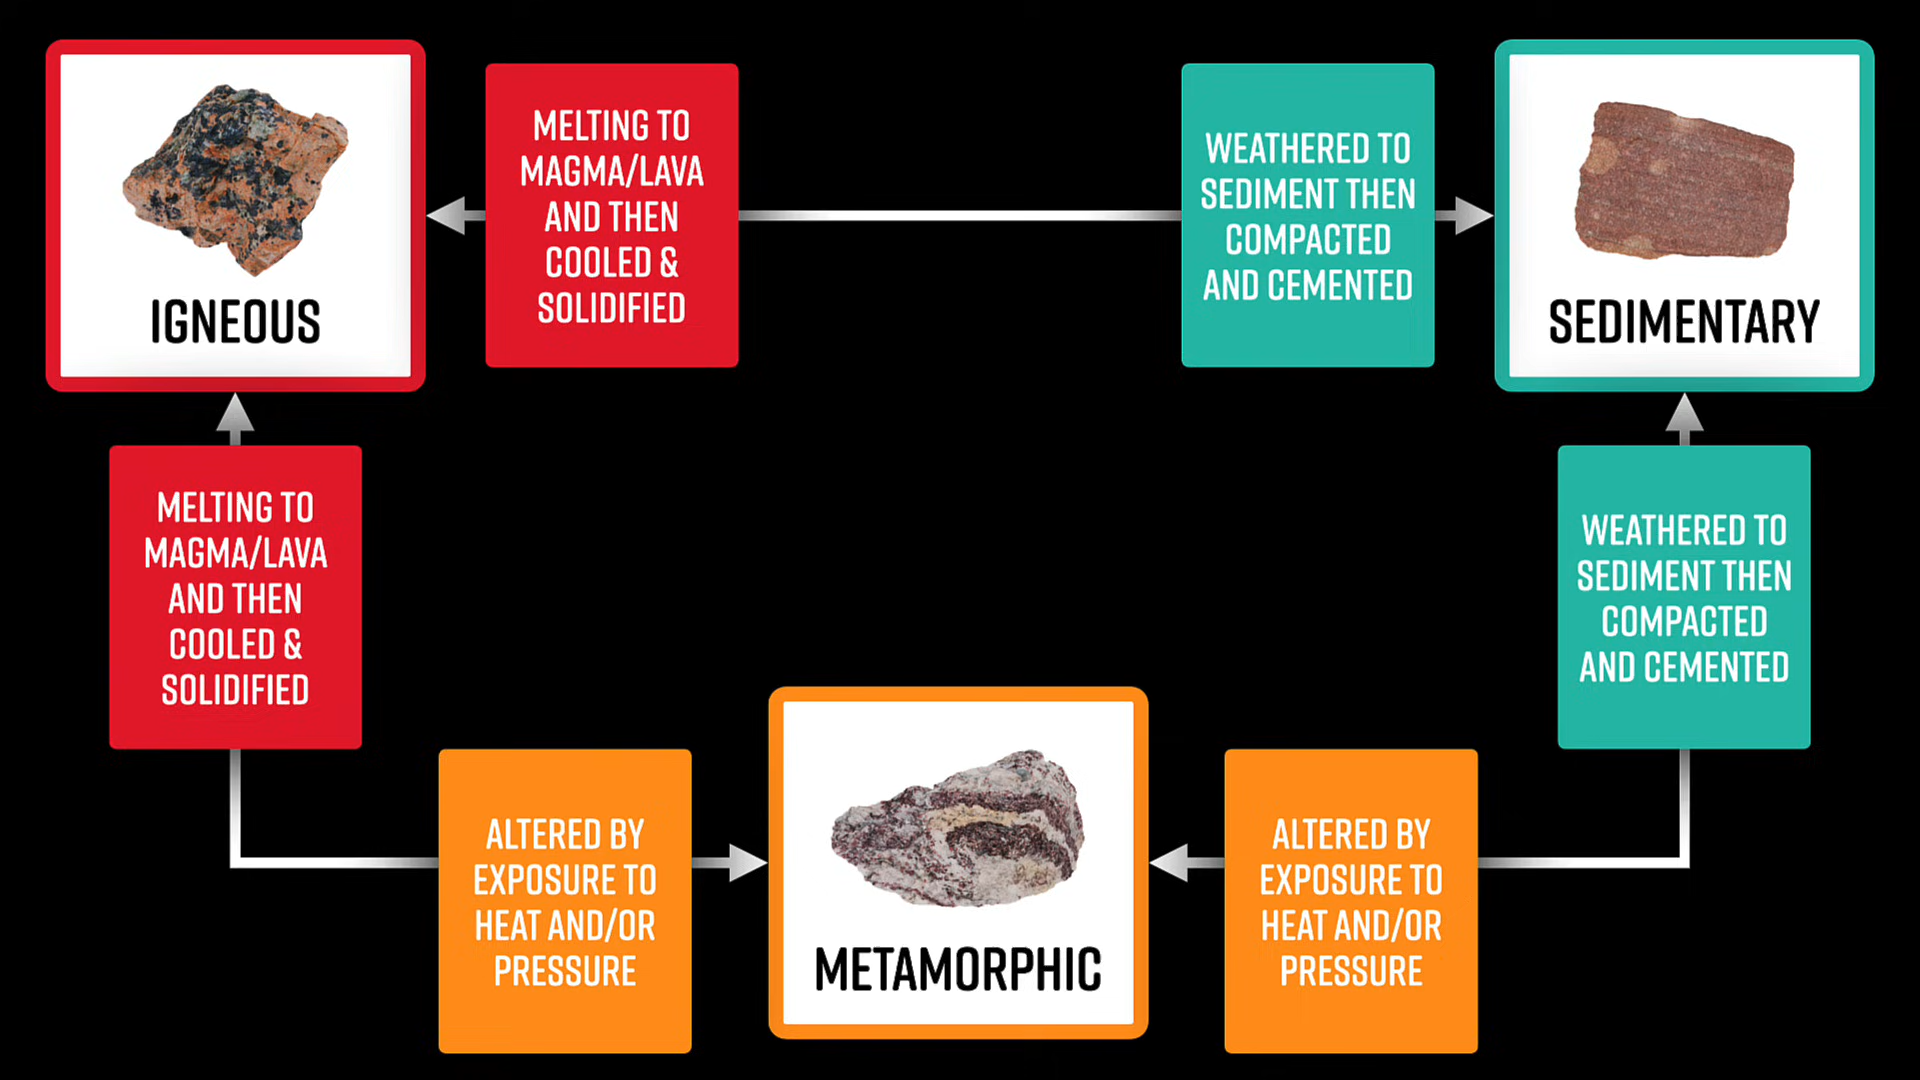 MELTING TO
MAGMA/LAVA
AND THEN
COOLED &
SOLIDIFIED
WEATHERED TO
SEDIMENT THEN
COMPACTED
AND CEMENTED
IGNEOUS
SEDIMENTARY
MELTING TO
MAGMA/LAVA
AND THEN
COOLED &
SOLIDIFIED
WEATHERED TO
SEDIMENT THEN
COMPACTED
AND CEMENTED
ALTERED BY
EXPOSURE TO
HEAT AND/OR
PRESSURE
METAMORPHIC
ALTERED BY
EXPOSURE TO
HEAT AND/OR
PRESSURE